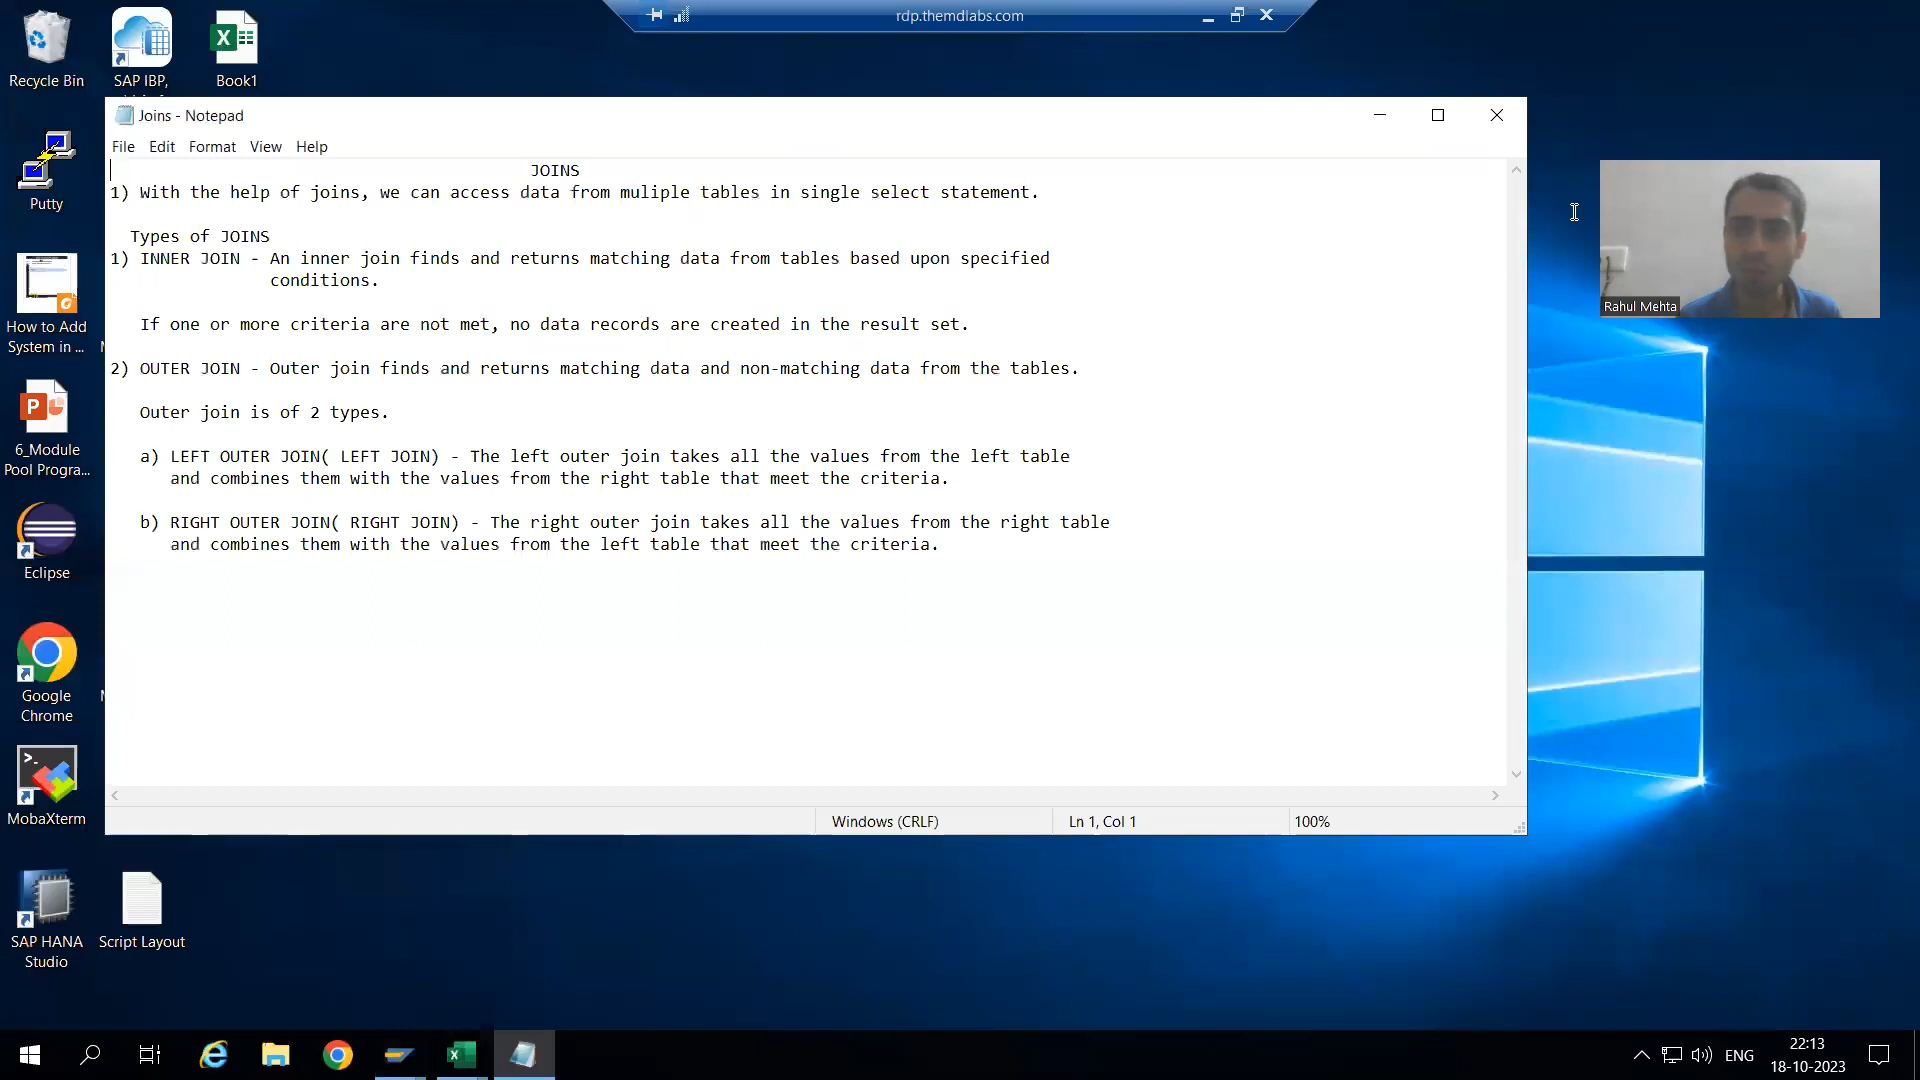 rdp.themdlabs.com
Recycle Bin
SAP IBP,
Book1
Putty
How to Add
System in ...
6_Module
Pool Progra...
Eclipse
Google
Chrome
MobaXterm
SAP HANA
Studio
Script Layout
Joins - Notepad
File Edit Format View Help
JOINS
1) With the help of joins, we can access data from muliple tables in single select statement.
Types of JOINS
1) INNER JOIN - An inner join finds and returns matching data from tables based upon specified
conditions.
If one or more criteria are not met, no data records are created in the result set.
2) OUTER JOIN - Outer join finds and returns matching data and non-matching data from the tables.
Outer join is of 2 types.
a) LEFT OUTER JOIN( LEFT JOIN) - The left outer join takes all the values from the left table
and combines them with the values from the right table that meet the criteria.
b) RIGHT OUTER JOIN( RIGHT JOIN) - The right outer join takes all the values from the right table
and combines them with the values from the left table that meet the criteria.
Windows (CRLF) Ln 1, Col 1 100%
Rahul Mehta
ENG
22:13
18-10-2023